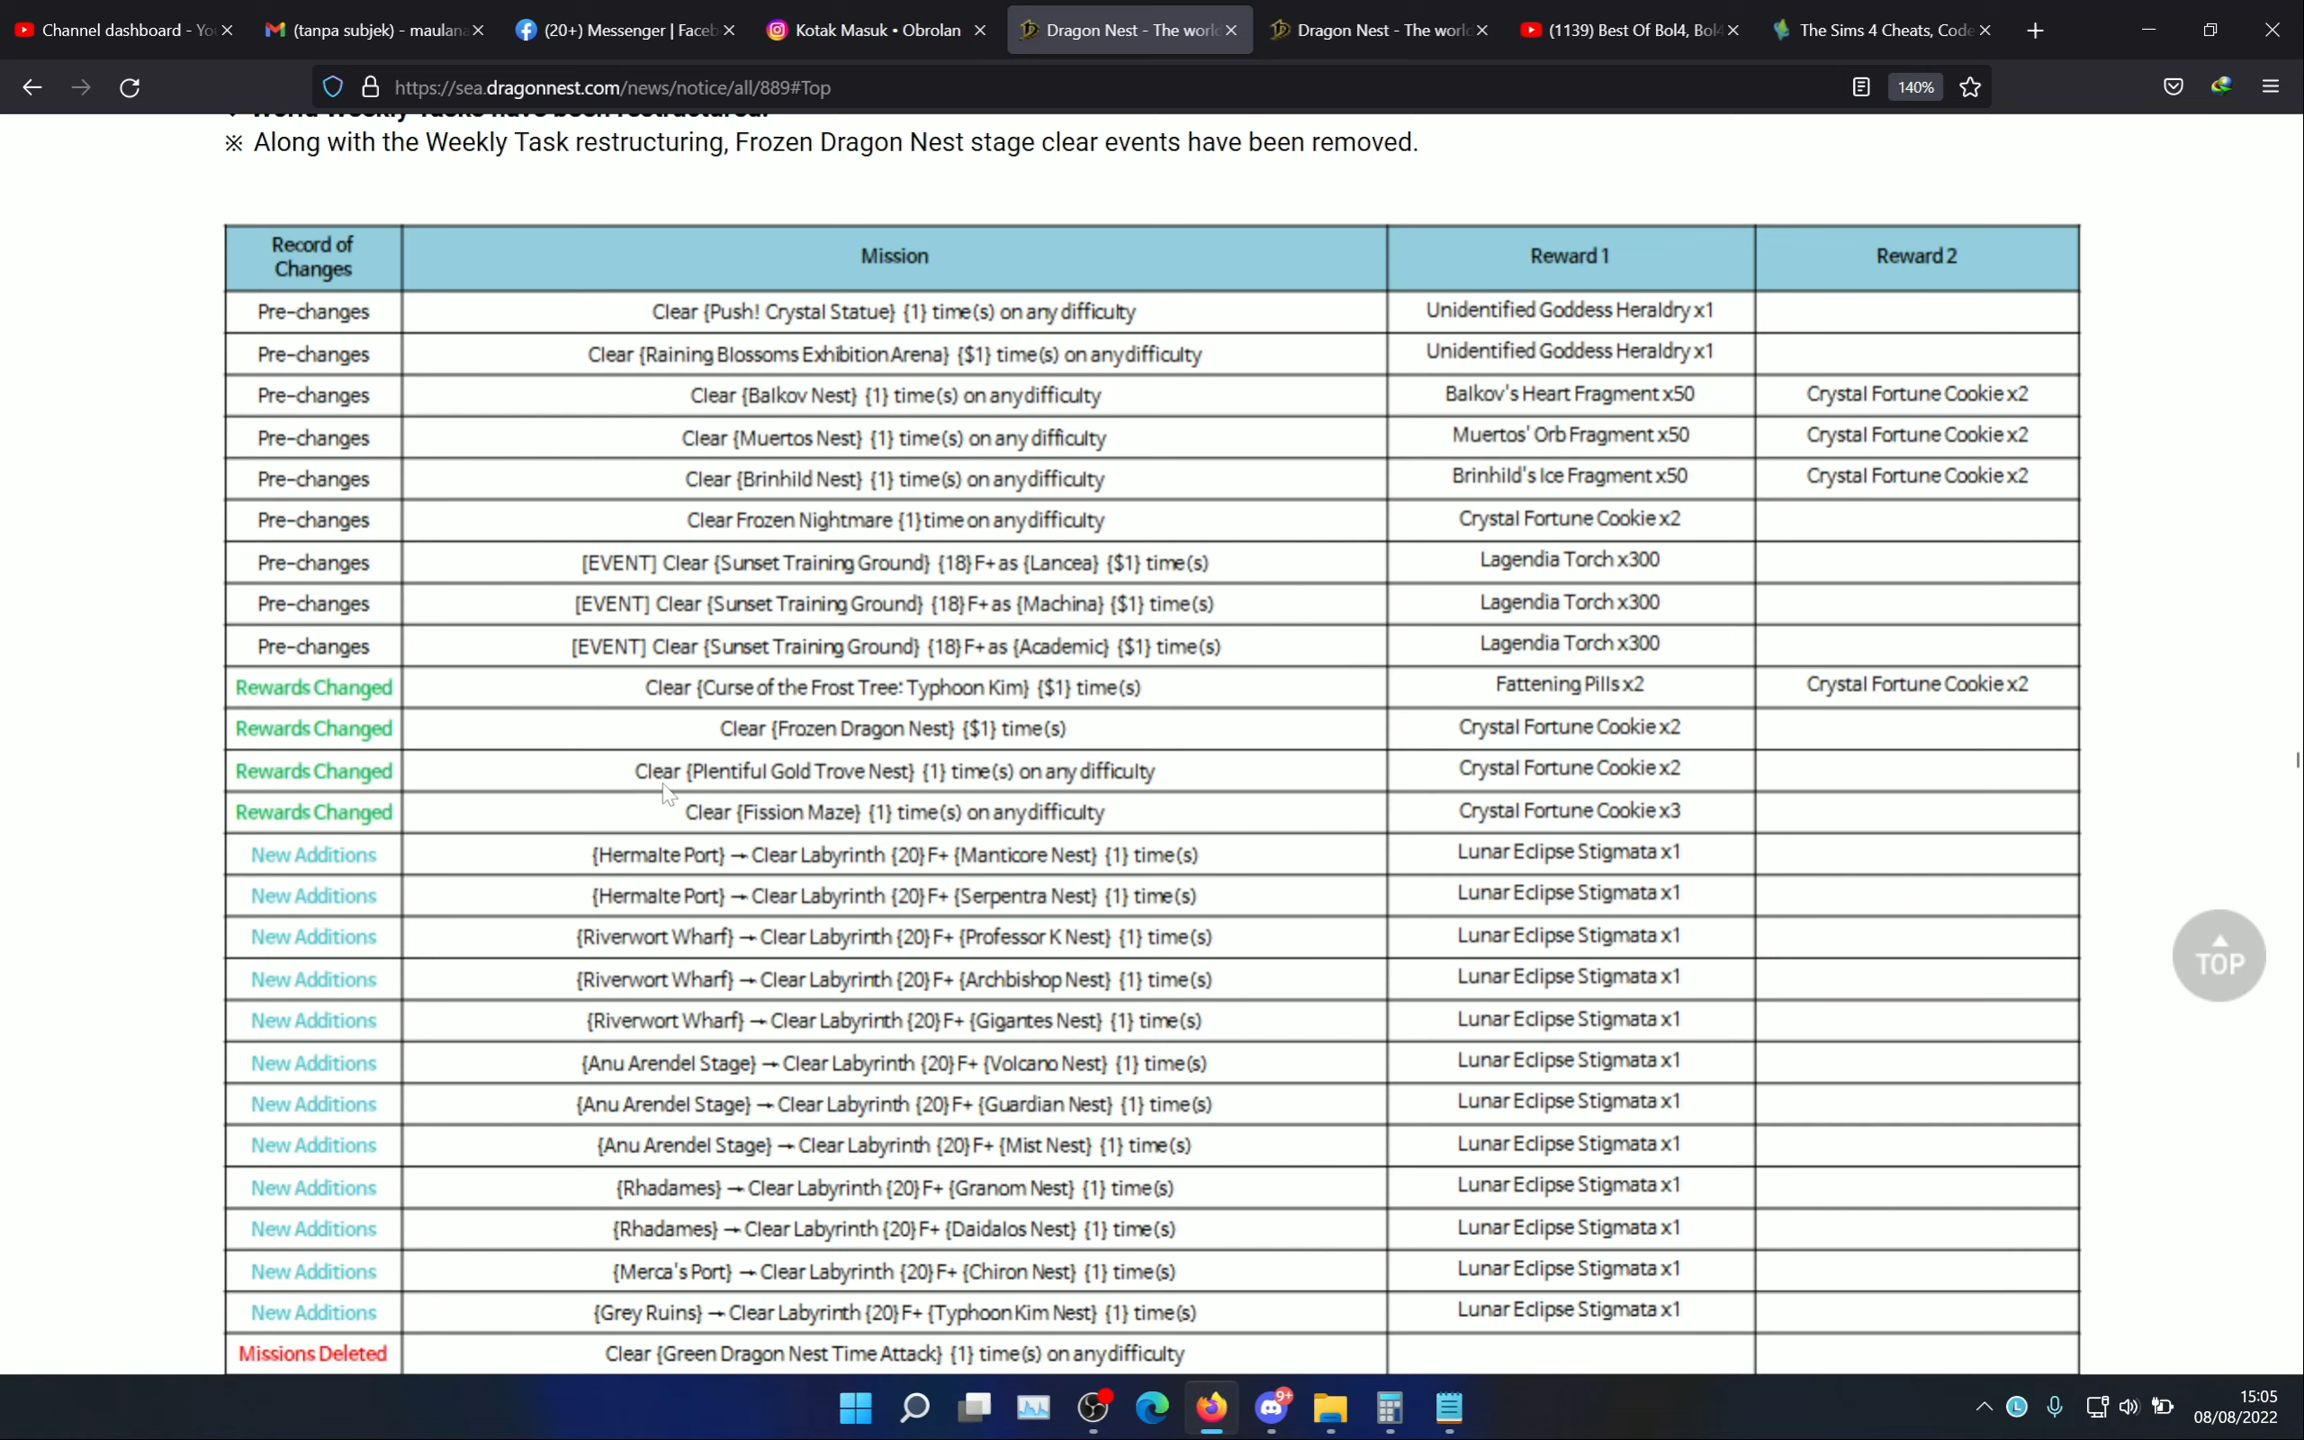 Channel dashboard - Yo
(tanpa subjek) - maulana
(20+) Messenger | Faceb
Kotak Masuk • Obrolan
Dragon Nest - The world
Dragon Nest - The world
(1139) Best Of Bol4, Bol4
The Sims 4 Cheats, Code
https://sea.dragonnest.com/news/notice/all/889#Top
140%
World Weekly Tasks have been restructured.
※ Along with the Weekly Task restructuring, Frozen Dragon Nest stage clear events have been removed.
Record of Changes Mission Reward 1 Reward 2
Pre-changes Clear {Push! Crystal Statue} {1} time(s) on any difficulty Unidentified Goddess Heraldry x1
Pre-changes Clear {Raining Blossoms Exhibition Arena} {$1} time(s) on any difficulty Unidentified Goddess Heraldry x1
Pre-changes Clear {Balkov Nest} {1} time(s) on any difficulty Balkov's Heart Fragment x50 Crystal Fortune Cookie x2
Pre-changes Clear {Muertos Nest} {1} time(s) on any difficulty Muertos' Orb Fragment x50 Crystal Fortune Cookie x2
Pre-changes Clear {Brinhild Nest} {1} time(s) on any difficulty Brinhild's Ice Fragment x50 Crystal Fortune Cookie x2
Pre-changes Clear Frozen Nightmare {1} time on any difficulty Crystal Fortune Cookie x2
Pre-changes [EVENT] Clear {Sunset Training Ground} {18}F+ as {Lancea} {$1} time(s) Lagendia Torch x300
Pre-changes [EVENT] Clear {Sunset Training Ground} {18}F+ as {Machina} {$1} time(s) Lagendia Torch x300
Pre-changes [EVENT] Clear {Sunset Training Ground} {18}F+ as {Academic} {$1} time(s) Lagendia Torch x300
Rewards Changed Clear {Curse of the Frost Tree: Typhoon Kim} {$1} time(s) Fattening Pills x2 Crystal Fortune Cookie x2
Rewards Changed Clear {Frozen Dragon Nest} {$1} time(s) Crystal Fortune Cookie x2
Rewards Changed Clear {Plentiful Gold Trove Nest} {1} time(s) on any difficulty Crystal Fortune Cookie x2
Rewards Changed Clear {Fission Maze} {1} time(s) on any difficulty Crystal Fortune Cookie x3
New Additions {Hermalte Port} → Clear Labyrinth {20}F+ {Manticore Nest} {1} time(s) Lunar Eclipse Stigmata x1
New Additions {Hermalte Port} → Clear Labyrinth {20}F+ {Serpentra Nest} {1} time(s) Lunar Eclipse Stigmata x1
New Additions {Riverwort Wharf} → Clear Labyrinth {20}F+ {Professor K Nest} {1} time(s) Lunar Eclipse Stigmata x1
New Additions {Riverwort Wharf} → Clear Labyrinth {20}F+ {Archbishop Nest} {1} time(s) Lunar Eclipse Stigmata x1
New Additions {Riverwort Wharf} → Clear Labyrinth {20}F+ {Gigantes Nest} {1} time(s) Lunar Eclipse Stigmata x1
New Additions {Anu Arendel Stage} → Clear Labyrinth {20}F+ {Volcano Nest} {1} time(s) Lunar Eclipse Stigmata x1
New Additions {Anu Arendel Stage} → Clear Labyrinth {20}F+ {Guardian Nest} {1} time(s) Lunar Eclipse Stigmata x1
New Additions {Anu Arendel Stage} → Clear Labyrinth {20}F+ {Mist Nest} {1} time(s) Lunar Eclipse Stigmata x1
New Additions {Rhadames} → Clear Labyrinth {20}F+ {Granom Nest} {1} time(s) Lunar Eclipse Stigmata x1
New Additions {Rhadames} → Clear Labyrinth {20}F+ {Daidalos Nest} {1} time(s) Lunar Eclipse Stigmata x1
New Additions {Merca's Port} → Clear Labyrinth {20}F+ {Chiron Nest} {1} time(s) Lunar Eclipse Stigmata x1
New Additions {Grey Ruins} → Clear Labyrinth {20}F+ {Typhoon Kim Nest} {1} time(s) Lunar Eclipse Stigmata x1
Missions Deleted Clear {Green Dragon Nest Time Attack} {1} time(s) on any difficulty
TOP
9+
L
15:05
08/08/2022